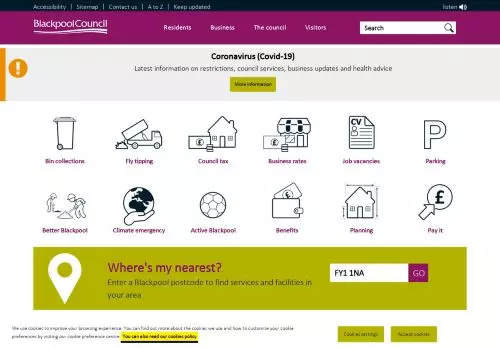 Accessibility | Sitemap | Contact us | A to Z | Keep updated
listen
BlackpoolCouncil
Residents Business The council Visitors
Search
Coronavirus (Covid-19)
Latest information on restrictions, council services, business updates and health advice
More information
CV
Bin collections Fly tipping Council tax Business rates Job vacancies Parking
Better Blackpool Climate emergency Active Blackpool Benefits Planning Pay it
Where's my nearest?
Enter a Blackpool postcode to find services and facilities in
your area
FY1 1NA
GO
We use cookies to improve your browsing experience. You can find out more about the cookies we use and how to customise your cookie
preferences by visiting our cookie preference centre. You can also read our cookies policy
Cookies settings
Accept cookies